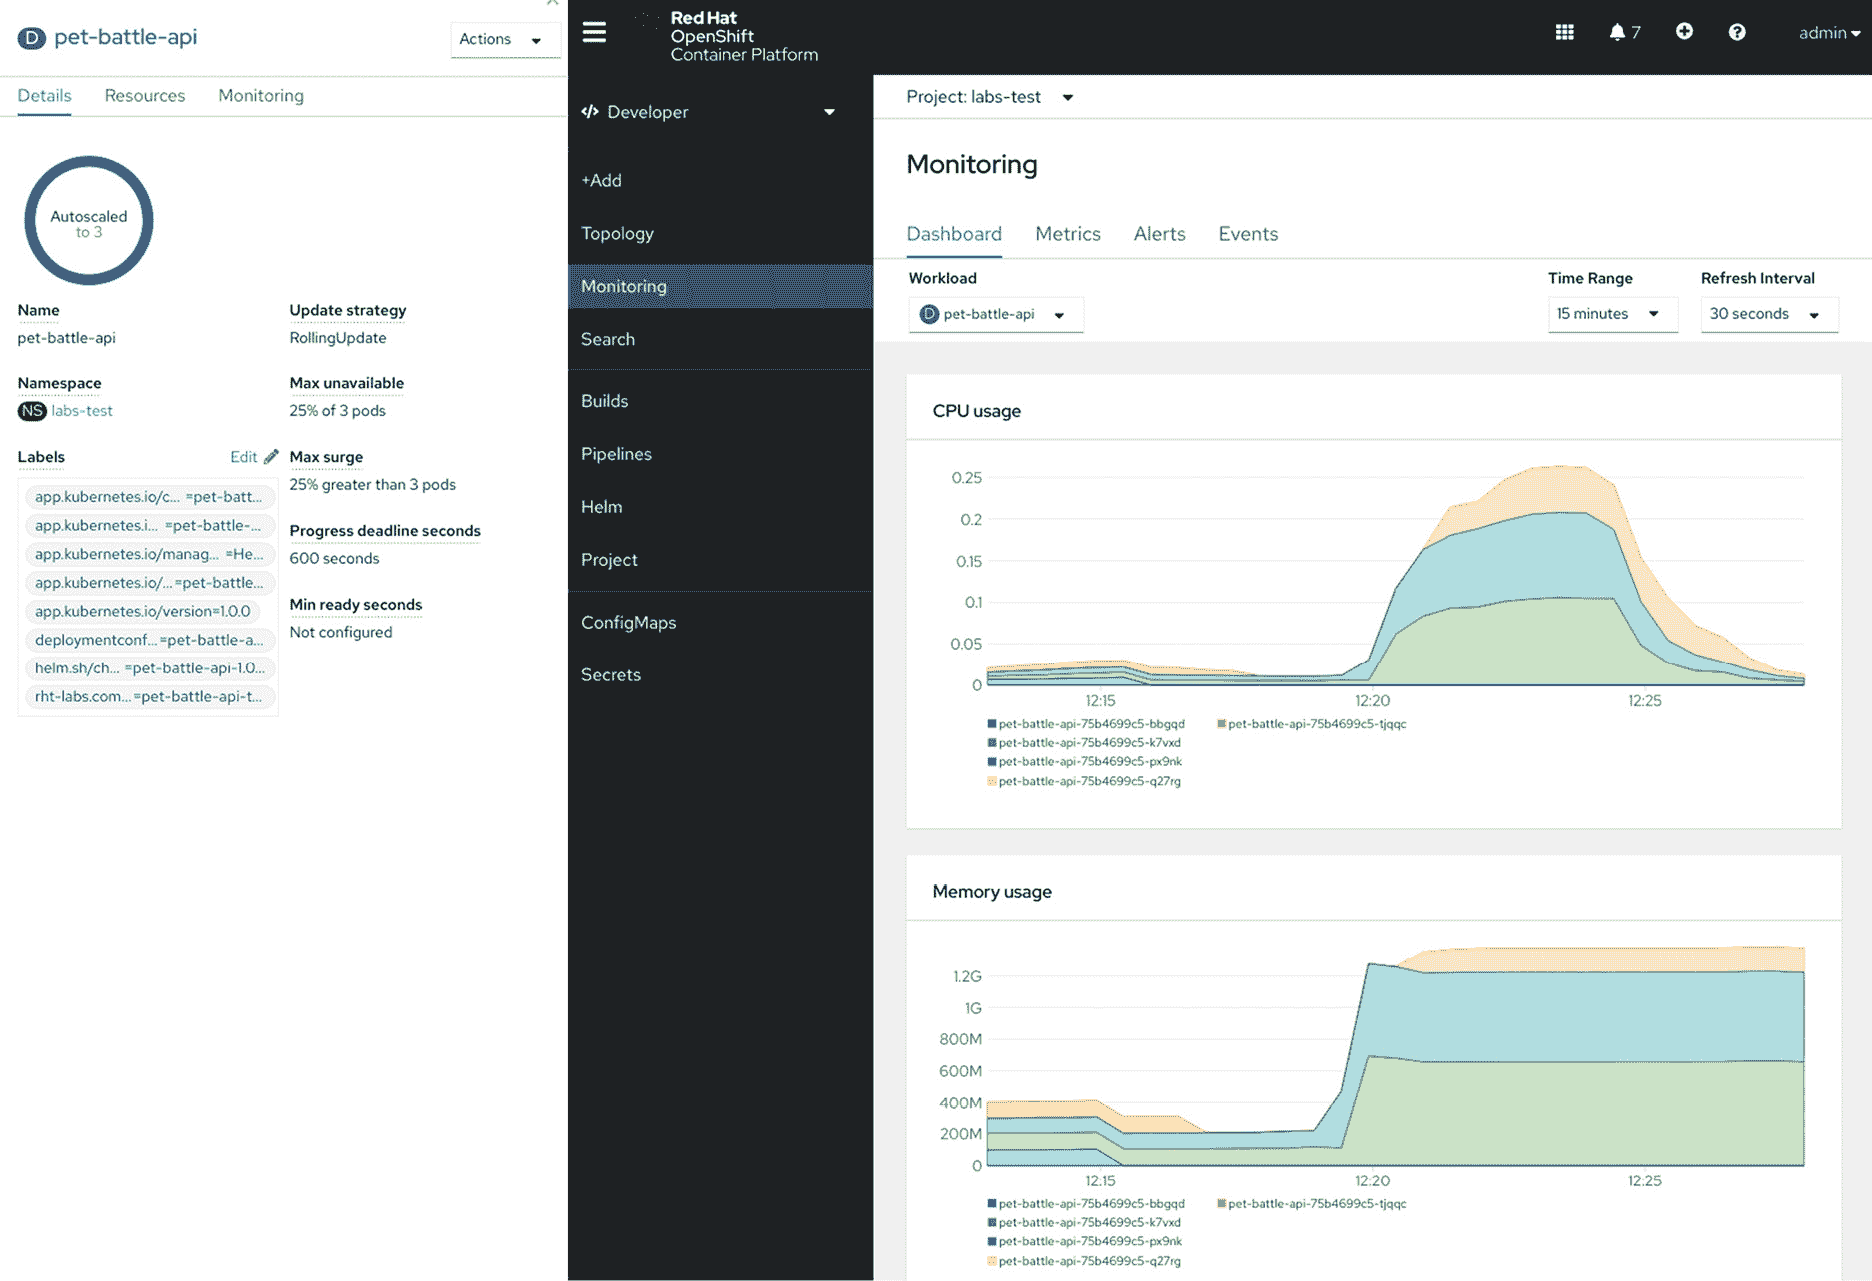 D pet-battle-api
Actions
Details Resources Monitoring
Autoscaled
to 3
Name
pet-battle-api
Update strategy
RollingUpdate
Namespace
NS labs-test
Max unavailable
25% of 3 pods
Labels
Edit
Max surge
25% greater than 3 pods
app.kubernetes.io/c... =pet-batt...
app.kubernetes.i... =pet-battle-...
app.kubernetes.io/manag... =He...
app.kubernetes.io/...=pet-battle...
app.kubernetes.io/version=1.0.0
deploymentconf...=pet-battle-a...
helm.sh/ch... =pet-battle-api-1.0...
rht-labs.com...=pet-battle-api-t...
Progress deadline seconds
600 seconds
Min ready seconds
Not configured
Red Hat
OpenShift
Container Platform
7
admin
Developer
+Add
Topology
Monitoring
Search
Builds
Pipelines
Helm
Project
ConfigMaps
Secrets
Project: labs-test
Monitoring
Dashboard Metrics Alerts Events
Workload
D pet-battle-api
Time Range
15 minutes
Refresh Interval
30 seconds
CPU usage
0.25
0.2
0.15
0.1
0.05
0
12:15 12:20 12:25
pet-battle-api-75b4699c5-bbgqd
pet-battle-api-75b4699c5-k7vxd
pet-battle-api-75b4699c5-px9nk
pet-battle-api-75b4699c5-q27rg
pet-battle-api-75b4699c5-tjqqc
Memory usage
1.2G
1G
800M
600M
400M
200M
0
12:15 12:20 12:25
pet-battle-api-75b4699c5-bbgqd
pet-battle-api-75b4699c5-k7vxd
pet-battle-api-75b4699c5-px9nk
pet-battle-api-75b4699c5-q27rg
pet-battle-api-75b4699c5-tjqqc